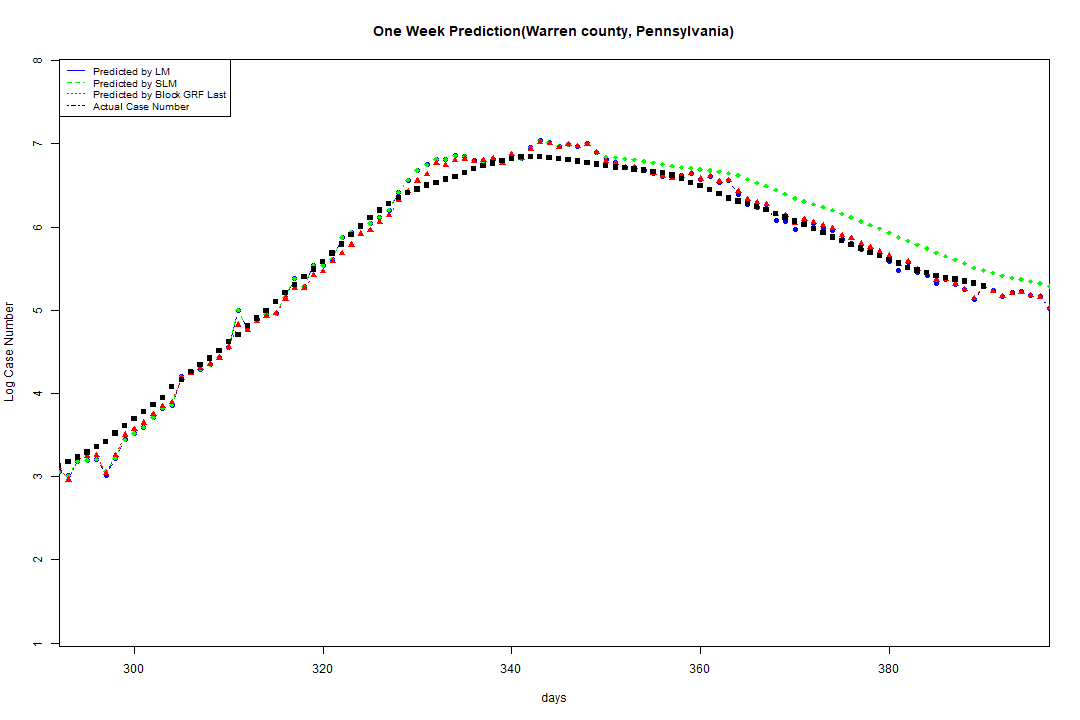 One Week Prediction(Warren county, Pennsylvania)
Predicted by LM
Predicted by SLM
Predicted by Block GRF Last
Actual Case Number
8
7
6
5
4
3
2
1
Log Case Number
300 320 340 360 380
days